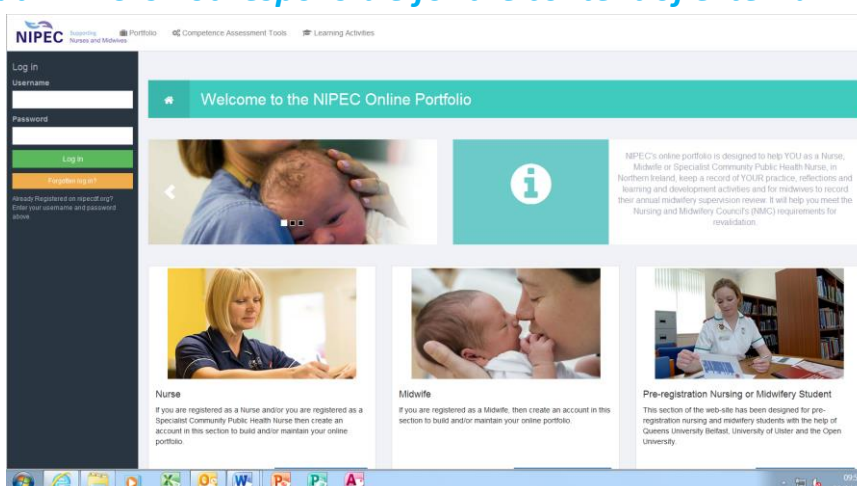 NIPEC Supporting
Nurses and Midwives
Portfolio Competence Assessment Tools Learning Activities
Log in
Username
Password
Log in
Forgotten log in?
Already Registered on nipecdf.org?
Enter your username and password
above.
Welcome to the NIPEC Online Portfolio
NIPEC's online portfolio is designed to help YOU as a Nurse,
Midwife or Specialist Community Public Health Nurse, in
Northern Ireland, keep a record of YOUR practice, reflections and
learning and development activities and for midwives to record
their annual midwifery supervision review. It will help you meet the
Nursing and Midwifery Council's (NMC) requirements for
revalidation.
Nurse
If you are registered as a Nurse and/or you are registered as a
Specialist Community Public Health Nurse then create an
account in this section to build and/or maintain your online
portfolio.
Midwife
If you are registered as a Midwife, then create an account in this
section to build and/or maintain your online portfolio.
Pre-registration Nursing or Midwifery Student
This section of the web-site has been designed for pre-
registration nursing and midwifery students with the help of
Queens University Belfast, University of Ulster and the Open
University.